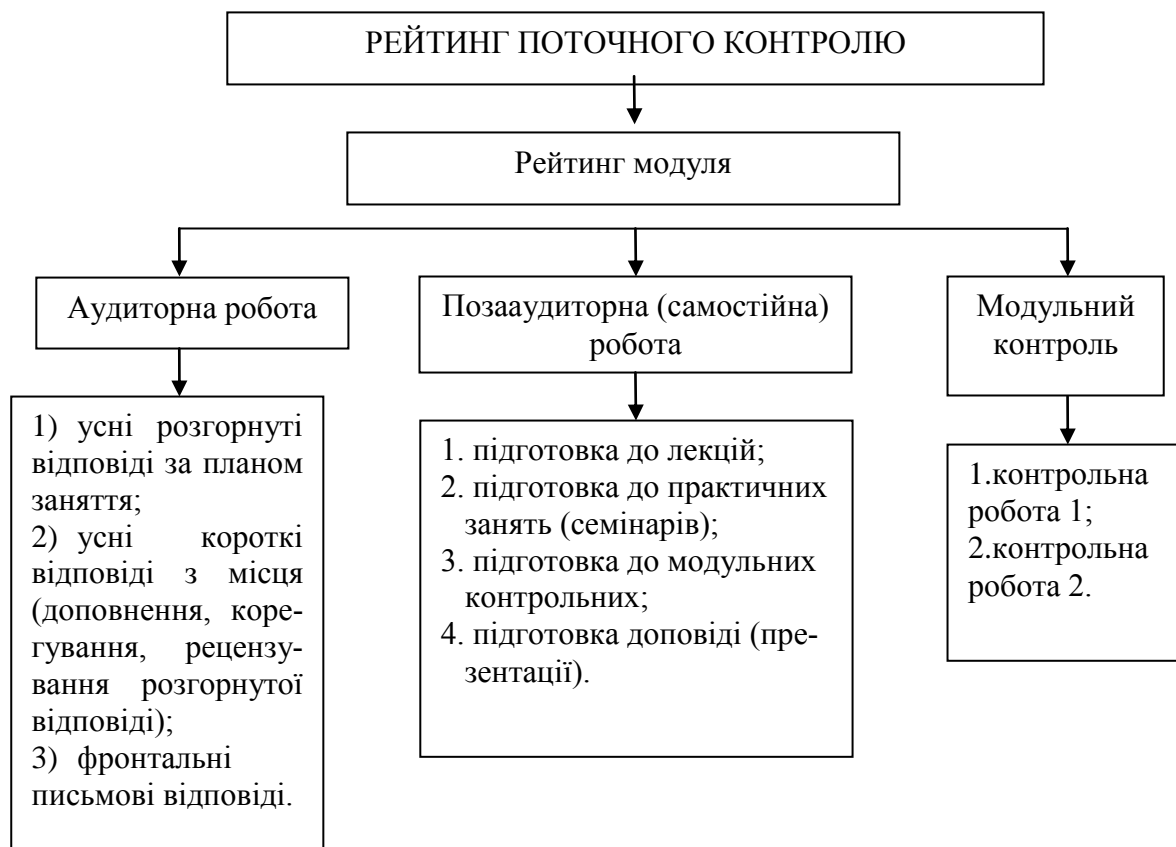 РЕЙТИНГ ПОТОЧНОГО КОНТРОЛЮ
Рейтинг модуля
Аудиторна робота
Позааудиторна (самостійна)
робота
Модульний
контроль
1) усні розгорнуті
відповіді за планом
заняття;
2) усні короткі
відповіді з місця
(доповнення, коре-
гування, рецензу-
вання розгорнутої
відповіді);
3) фронтальні
письмові відповіді.
1. підготовка до лекцій;
2. підготовка до практичних
занять (семінарів);
3. підготовка до модульних
контрольних;
4. підготовка доповіді (пре-
зентації).
1.контрольна
робота 1;
2.контрольна
робота 2.